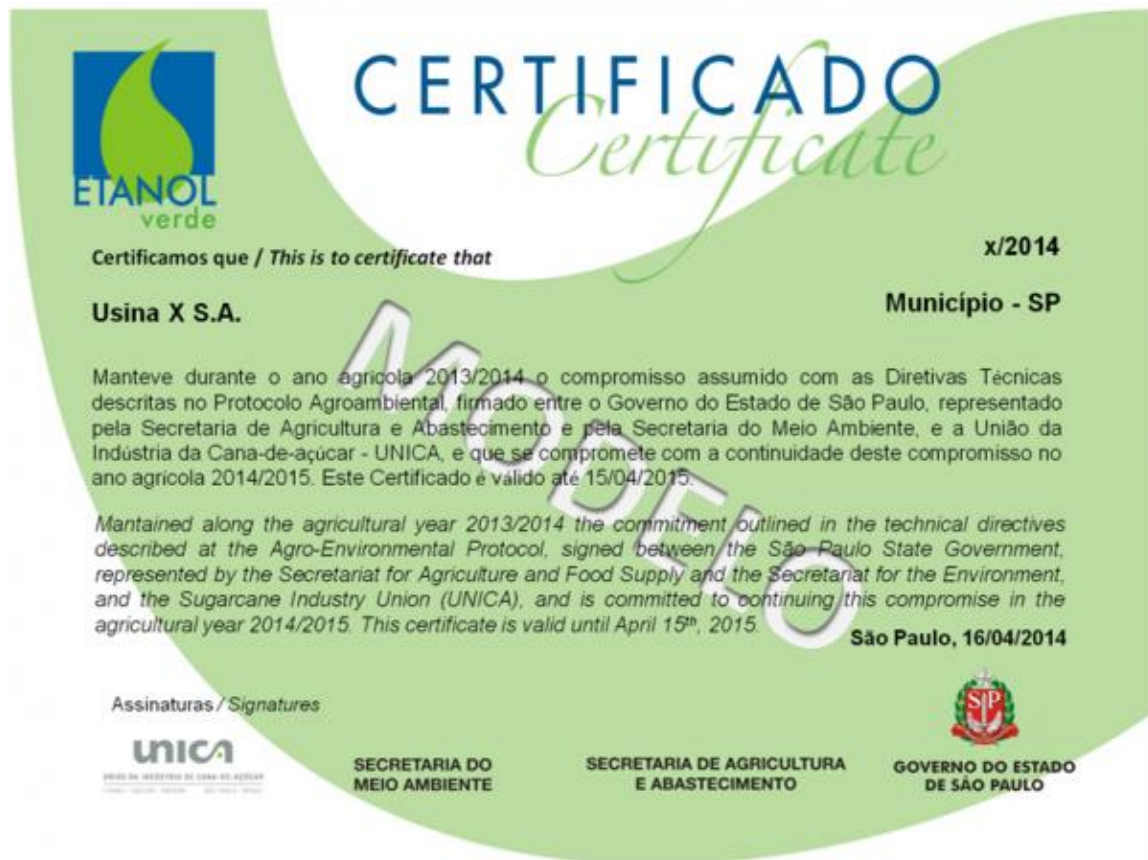 CERTIFICADO
Certificate
ETANOL
verde
Certificamos que / This is to certify that
x/2014
Usina X S.A.
Município - SP
Manteve durante o ano agrícola 2013/2014 o compromisso assumido com as Diretivas Técnicas
descritas no Protocolo Agroambiental, firmado entre o Governo do Estado de São Paulo, representado
pela Secretaria de Agricultura e Abastecimento e pela Secretaria do Meio Ambiente, e a União da
Indústria da Cana-de-açúcar - UNICA, e que se compromete com a continuidade deste compromisso no
ano agrícola 2014/2015. Este Certificado é válido até 15/04/2015.
Mantained along the agricultural year 2013/2014 the commitment outlined in the technical directives
described at the Agro-Environmental Protocol, signed between the São Paulo State Government,
represented by the Secretariat for Agriculture and Food Supply and the Secretariat for the Environment,
and the Sugarcane Industry Union (UNICA), and is committed to continuing this compromise in the
agricultural year 2014/2015. This certificate is valid until April 15th, 2015.
MODELO
São Paulo, 16/04/2014
Assinaturas / Signatures
unica
UNIÃO DA INDÚSTRIA DE CANA-DE-AÇÚCAR
SECRETARIA DO
MEIO AMBIENTE
SECRETARIA DE AGRICULTURA
E ABASTECIMENTO
SP
GOVERNO DO ESTADO
DE SÃO PAULO